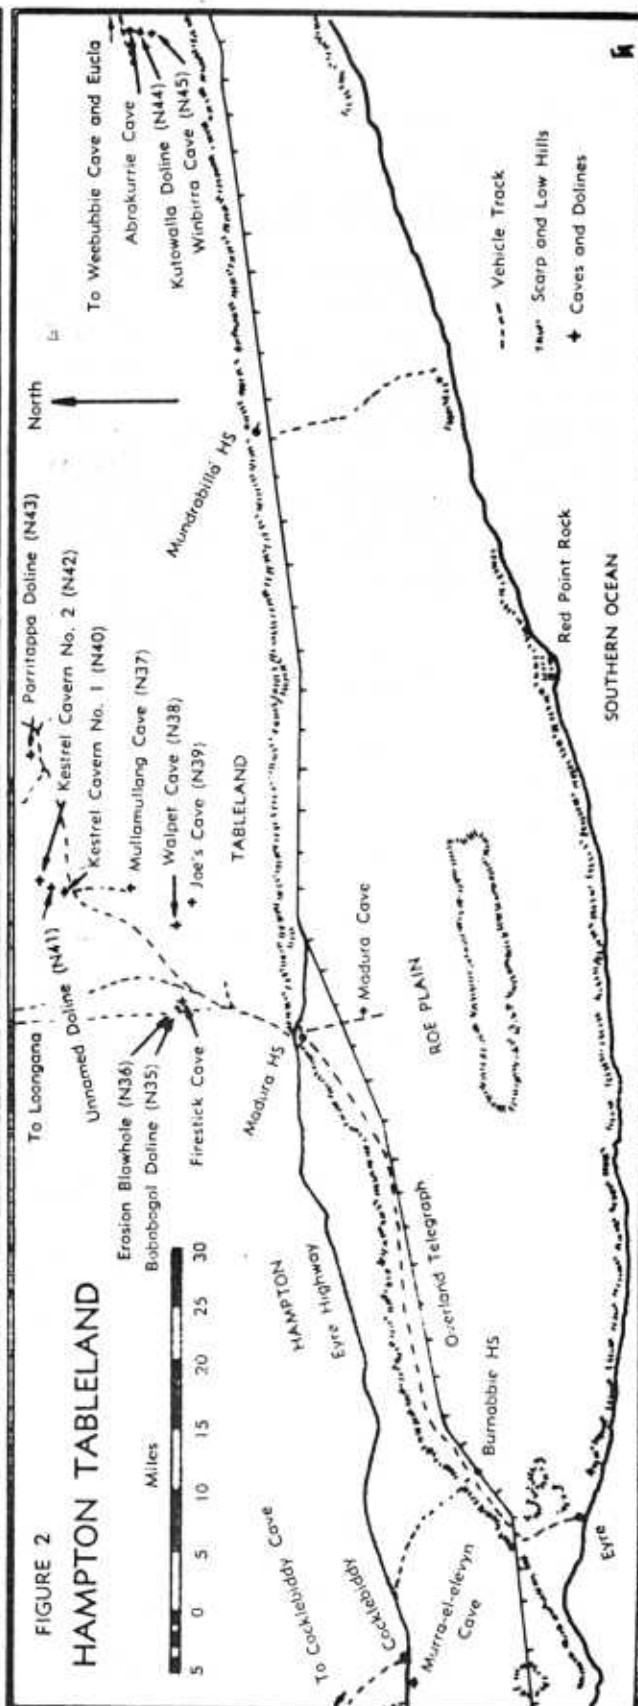 FIGURE 2
HAMPTON TABLELAND
Miles
5 0 5 10 15 20 25 30
To Loongana
Unnamed Doline (N41)
Erosion Blowhole (N36)
Bobabogol Doline (N35)
Firestick Cave
Parritappa Doline (N43)
Kestrel Cavern No. 2 (N42)
Kestrel Cavern No. 1 (N40)
Mullamullang Cave (N37)
Walpet Cave (N38)
Joe's Cave (N39)
North
To Weebubbie Cave and Eucla
Abrakurrie Cave
Kutowalla Doline (N44)
Winbirra Cave (N45)
To Cocklebiddy Cave
Cocklebiddy
Murra-el-elevyn
Cave
HAMPTON
Eyre Highway
TABLELAND
Madura HS
Madura Cave
Mundrabilla HS
Overland Telegraph
Burnabbie HS
ROE PLAIN
Eyre
Red Point Rock
SOUTHERN OCEAN
Vehicle Track
Scarp and Low Hills
Caves and Dolines